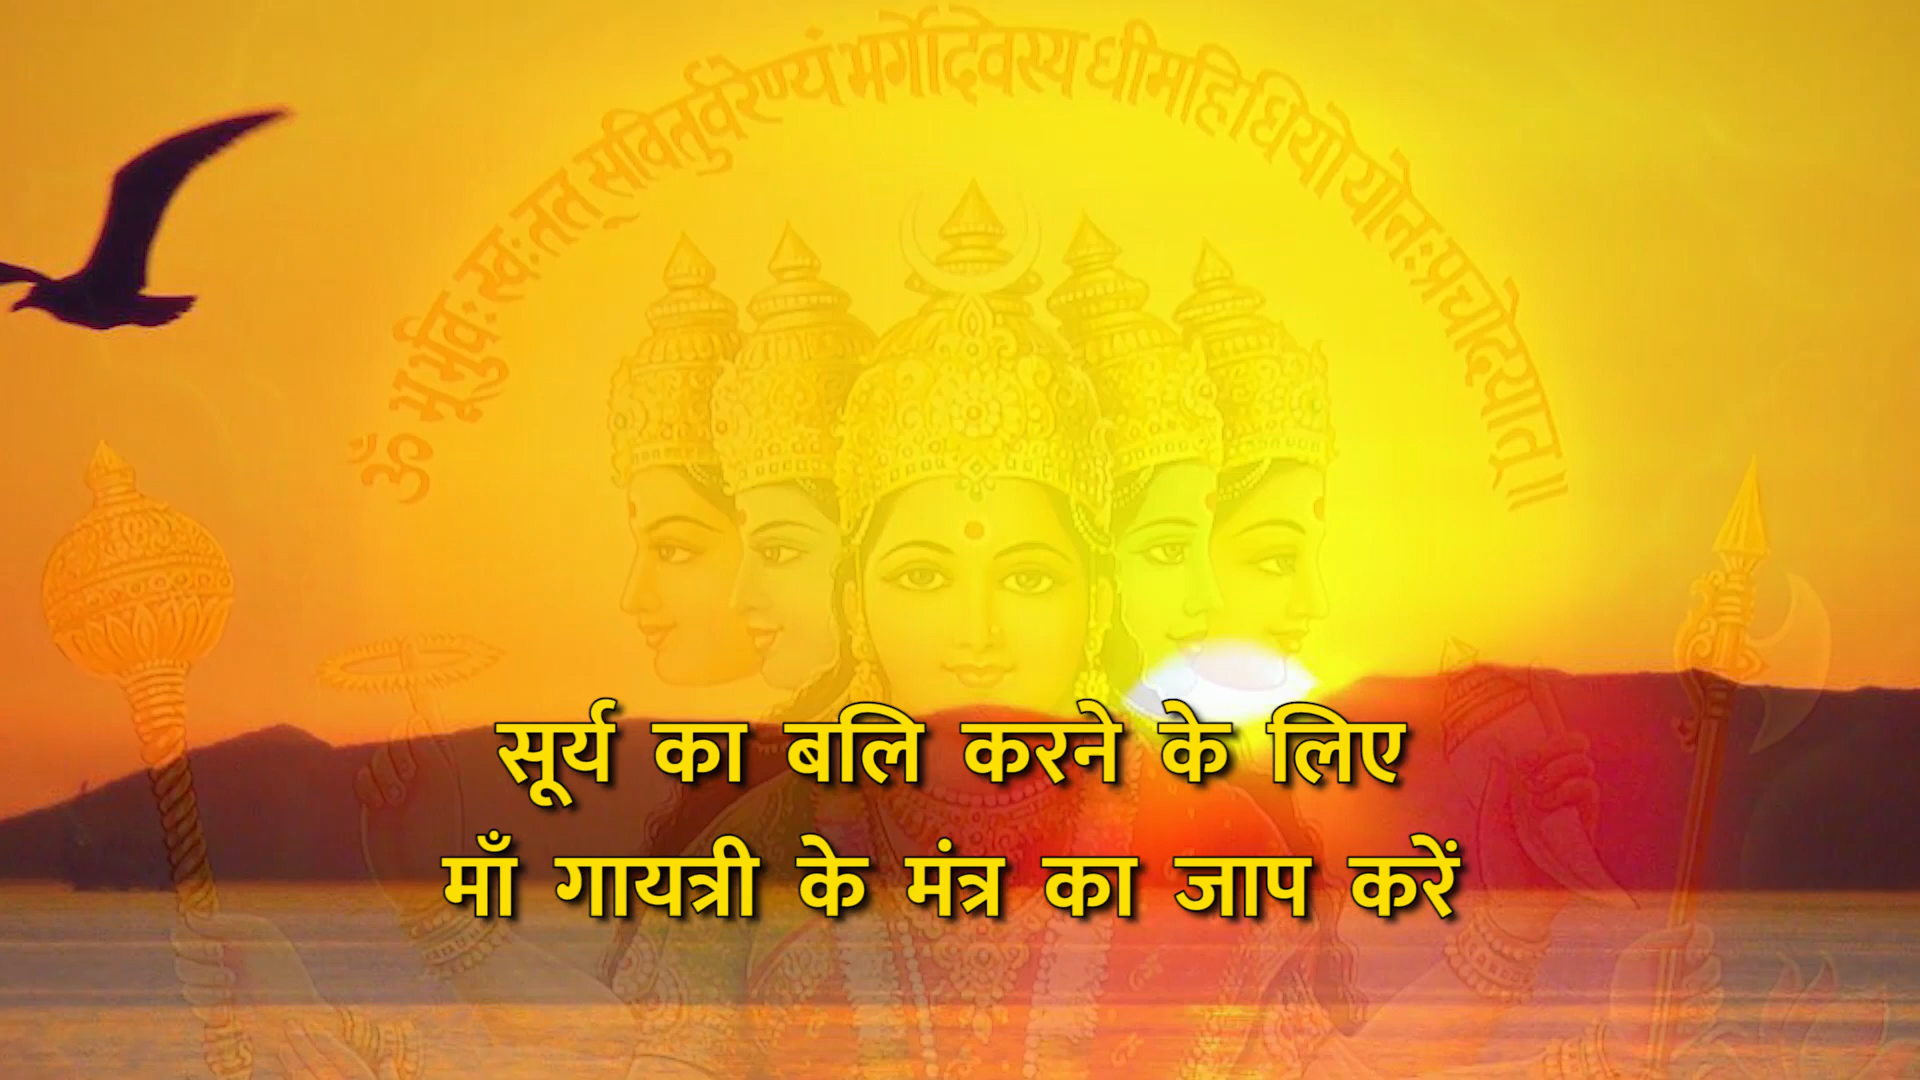 ॐ भूर्भुवः स्वः तत् सवितुर्वरेण्यं भर्गोदेवस्य धीमहि धियो योनः प्रचोदयात् ॥
सूर्य का बलि करने के लिए
माँ गायत्री के मंत्र का जाप करें